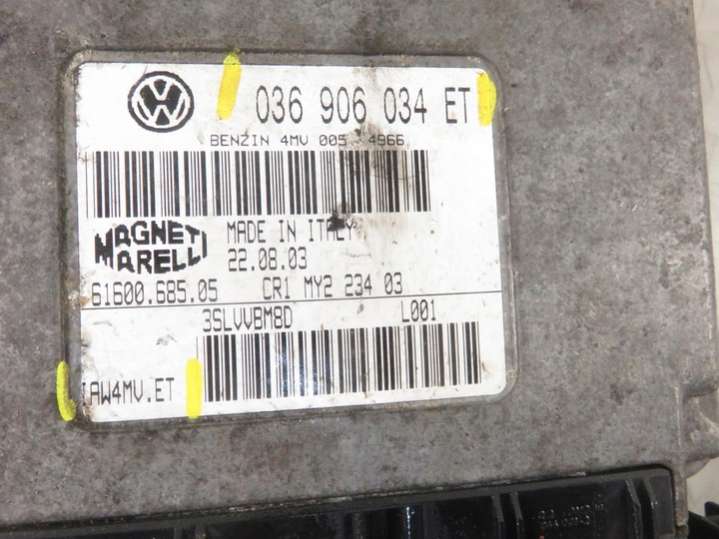 036 906 034 ET
BENZIN 4MV 005 4966
MAGNETI MARELLI
MADE IN ITALY
22.08.03
61600.685.05 CR1 MY2 234 03
3SLVVBM8D L001
IAW4MV.ET